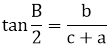 tan B/2 = b/(c + a)